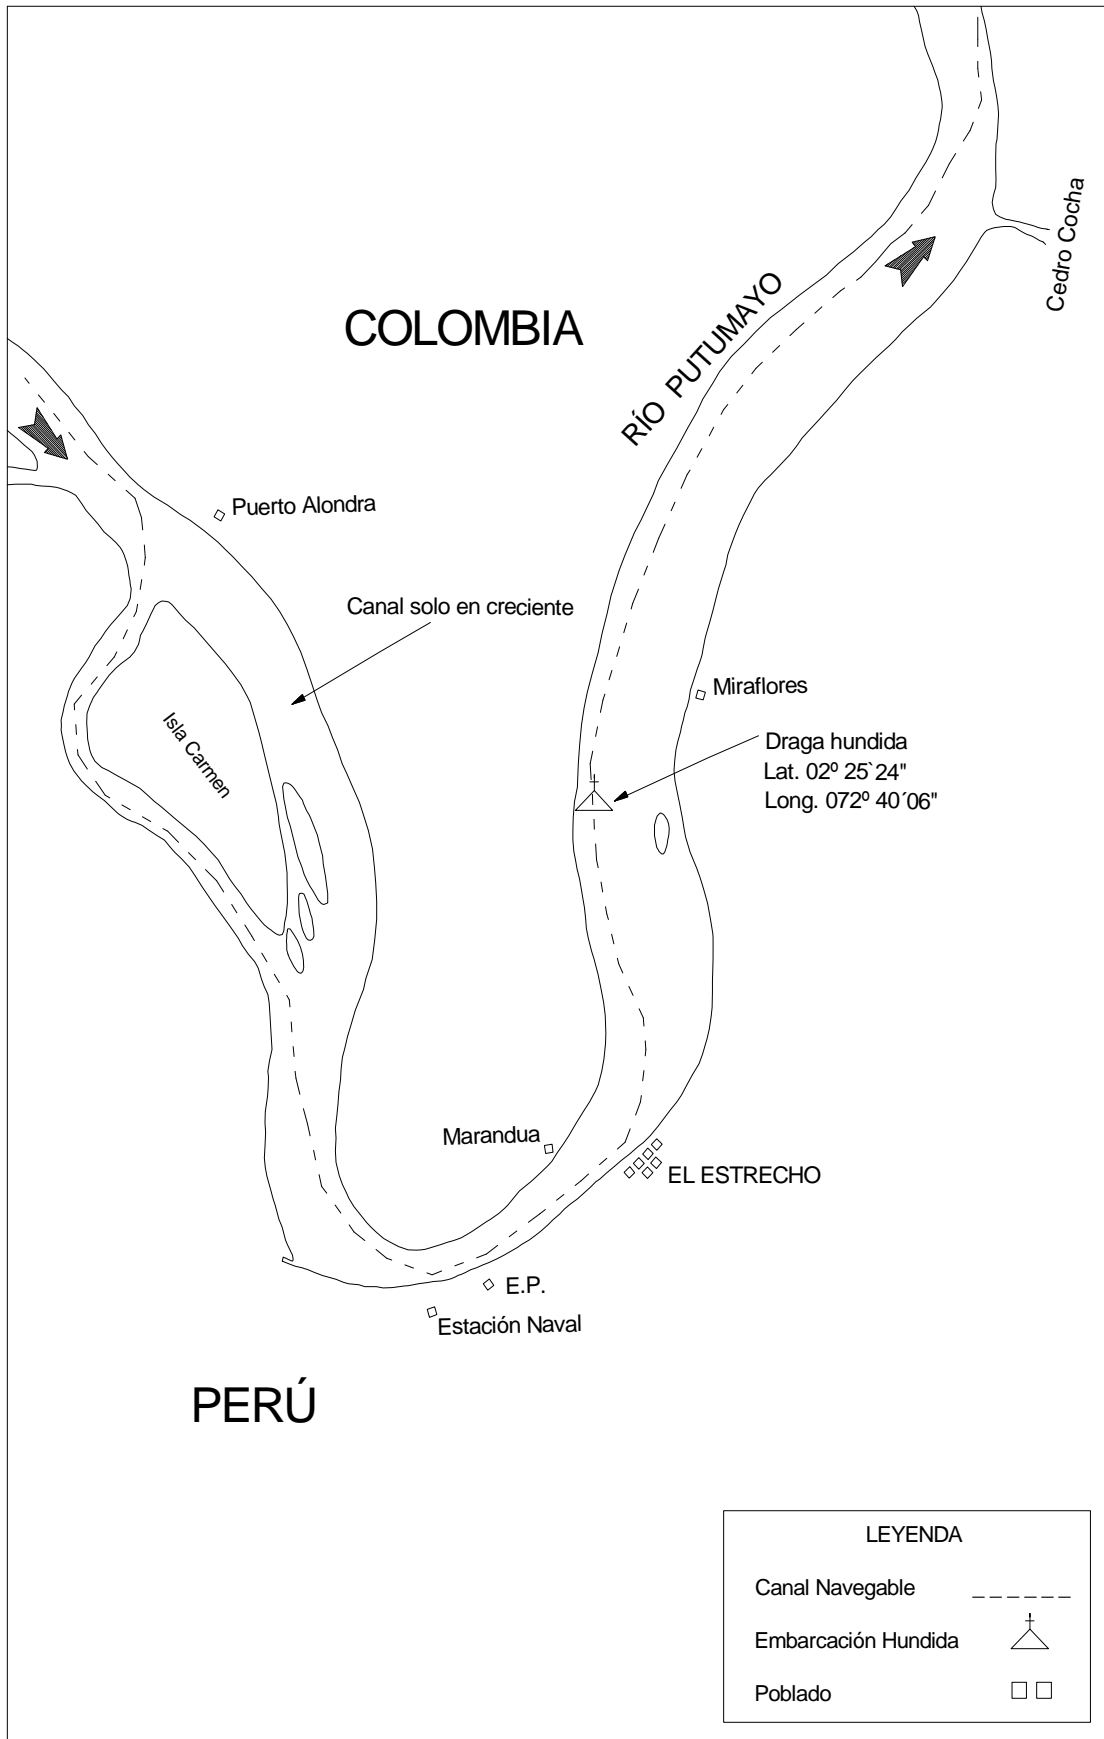 Cedro Cocha
RÍO PUTUMAYO
COLOMBIA
Puerto Alondra
Canal solo en creciente
Isla Carmen
Miraflores
Draga hundida
Lat. 02º 25`24"
Long. 072º 40´06"
Marandua
EL ESTRECHO
E.P.
Estación Naval
PERÚ
LEYENDA
Canal Navegable
Embarcación Hundida
Poblado